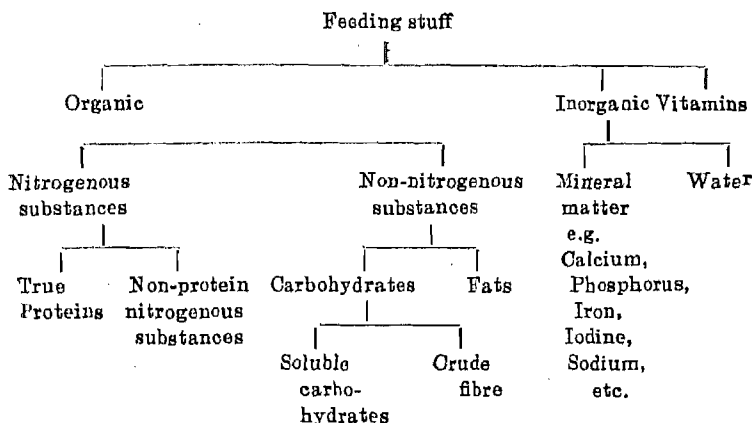 Feeding stuff
Organic
Inorganic Vitamins
Nitrogenous
substances
Non-nitrogenous
substances
Mineral
matter
e.g.
Calcium,
Phosphorus,
Iron,
Iodine,
Sodium,
etc.
Water
True
Proteins
Non-protein
nitrogenous
substances
Carbohydrates
Fats
Soluble
carbo-
hydrates
Crude
fibre